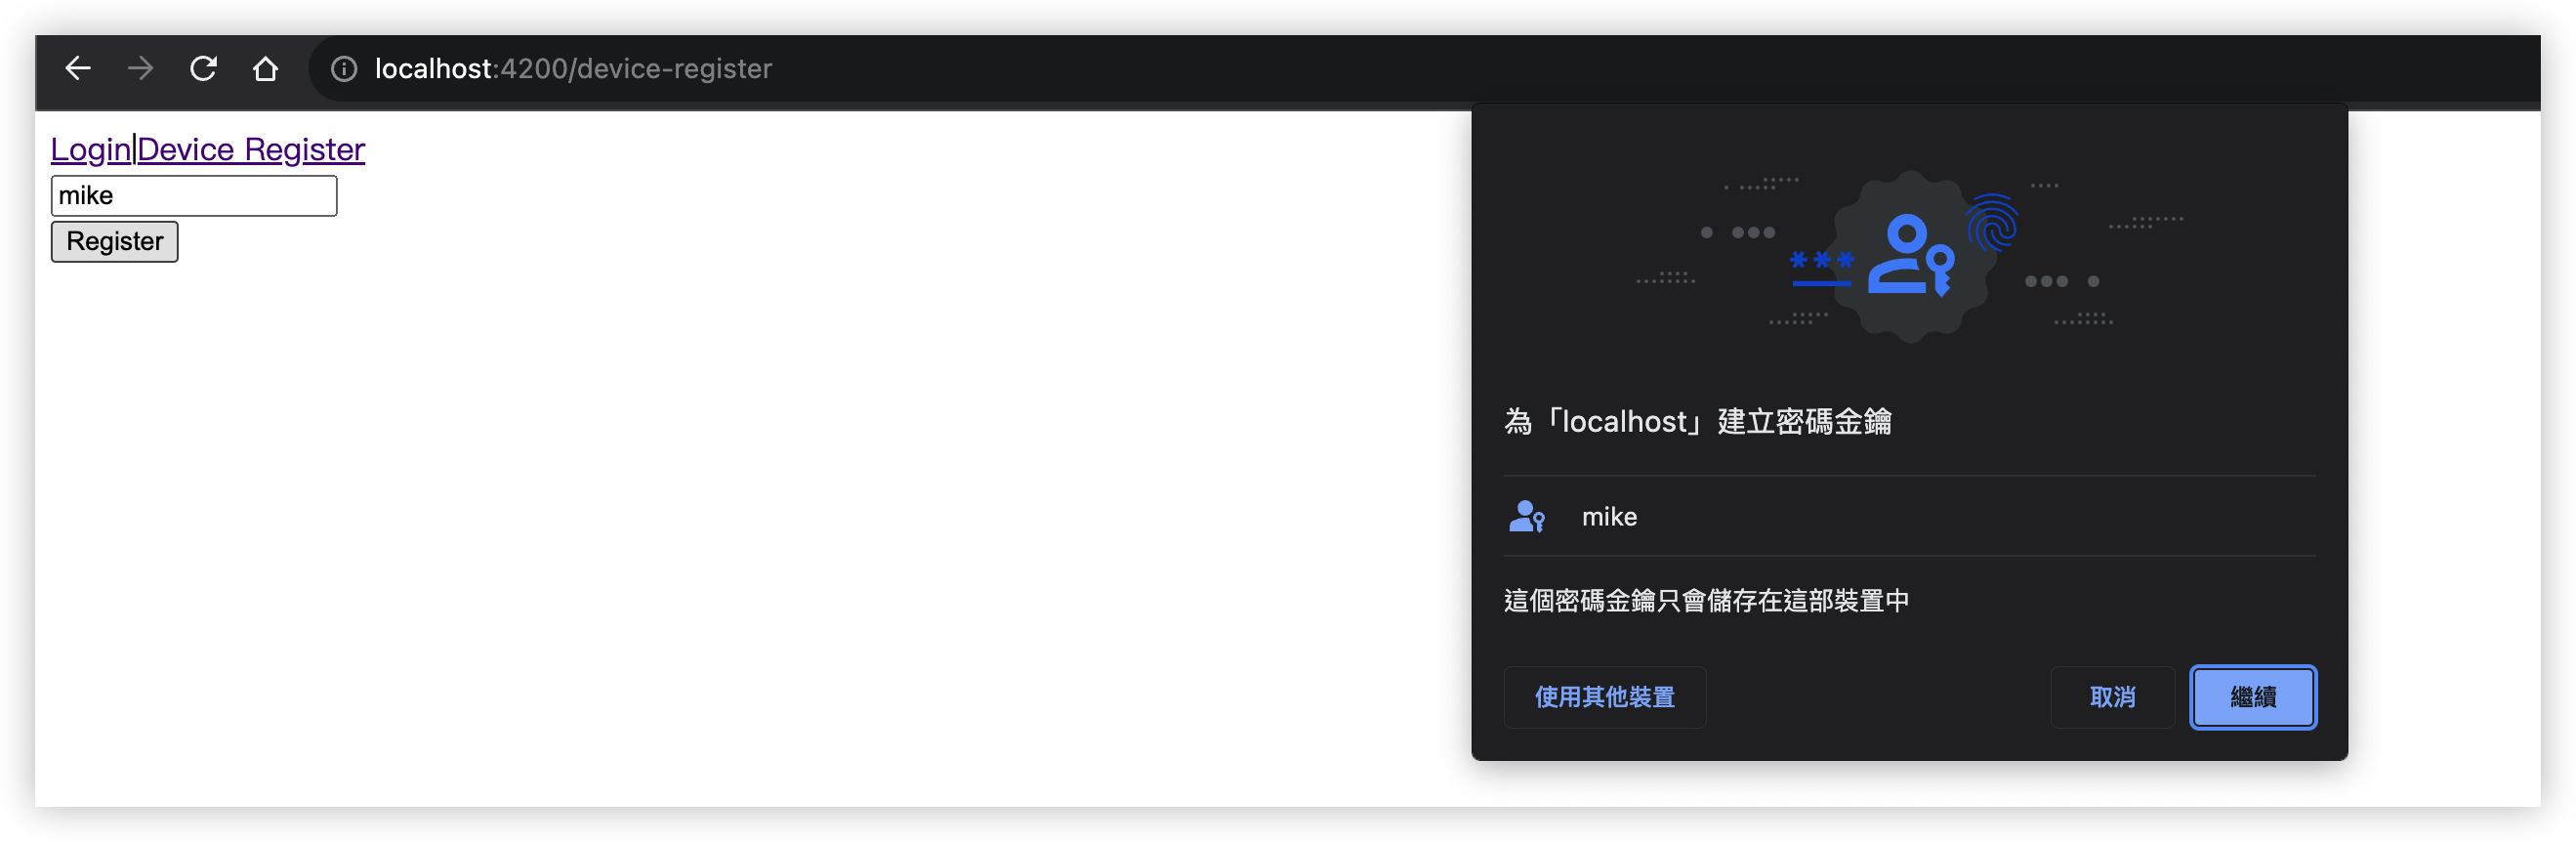 localhost:4200/device-register
Login|Device Register
mike
Register
***
為「localhost」建立密碼金鑰
mike
這個密碼金鑰只會儲存在這部裝置中
使用其他裝置 取消 繼續